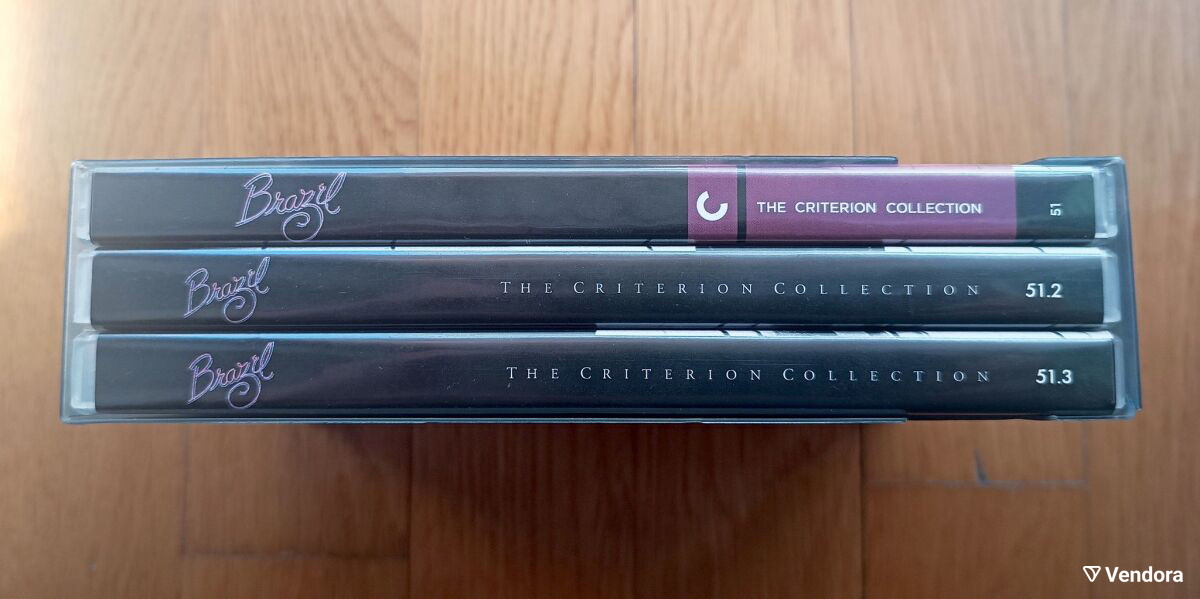 Brazil THE CRITERION COLLECTION 51
Brazil THE CRITERION COLLECTION 51.2
Brazil THE CRITERION COLLECTION 51.3
Vendora